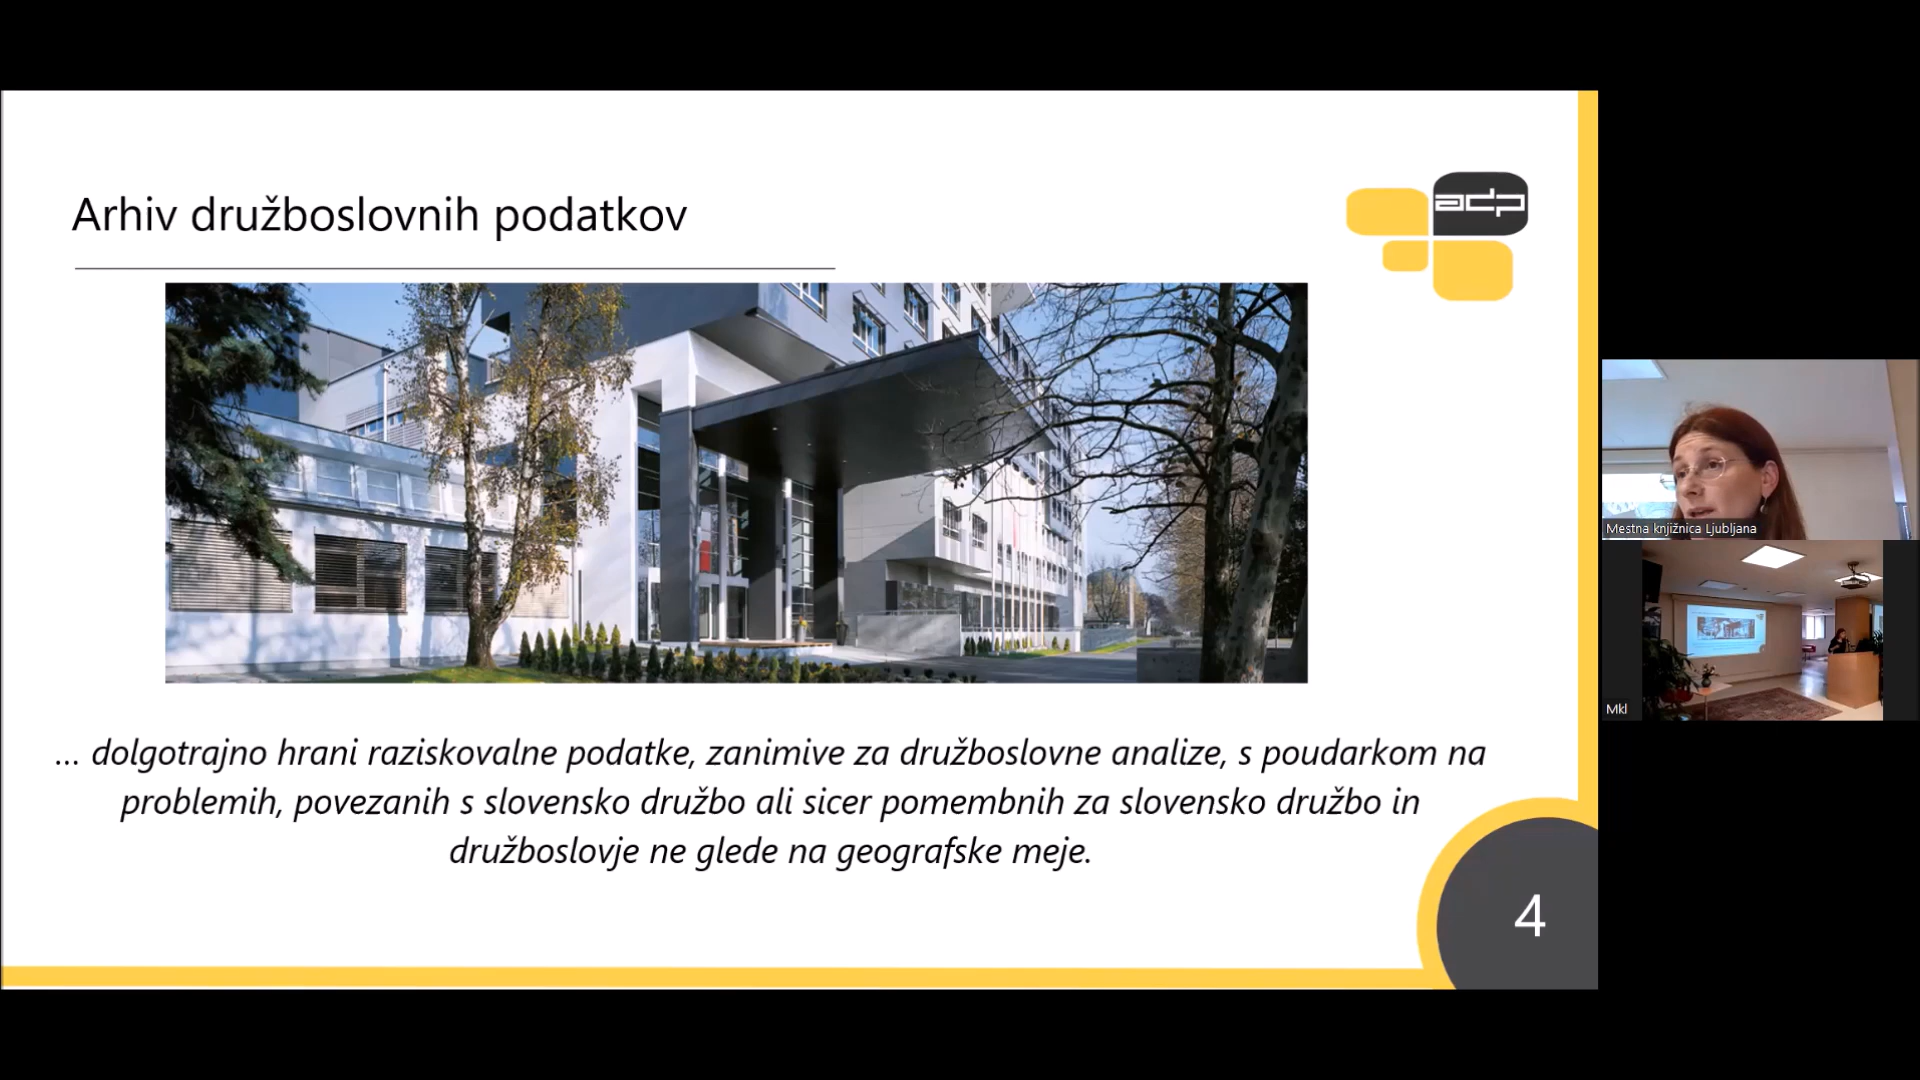 Arhiv družboslovnih podatkov
adp
... dolgotrajno hrani raziskovalne podatke, zanimive za družboslovne analize, s poudarkom na
problemih, povezanih s slovensko družbo ali sicer pomembnih za slovensko družbo in
družboslovje ne glede na geografske meje.
4
Mestna knjižnica Ljubljana
Mkl